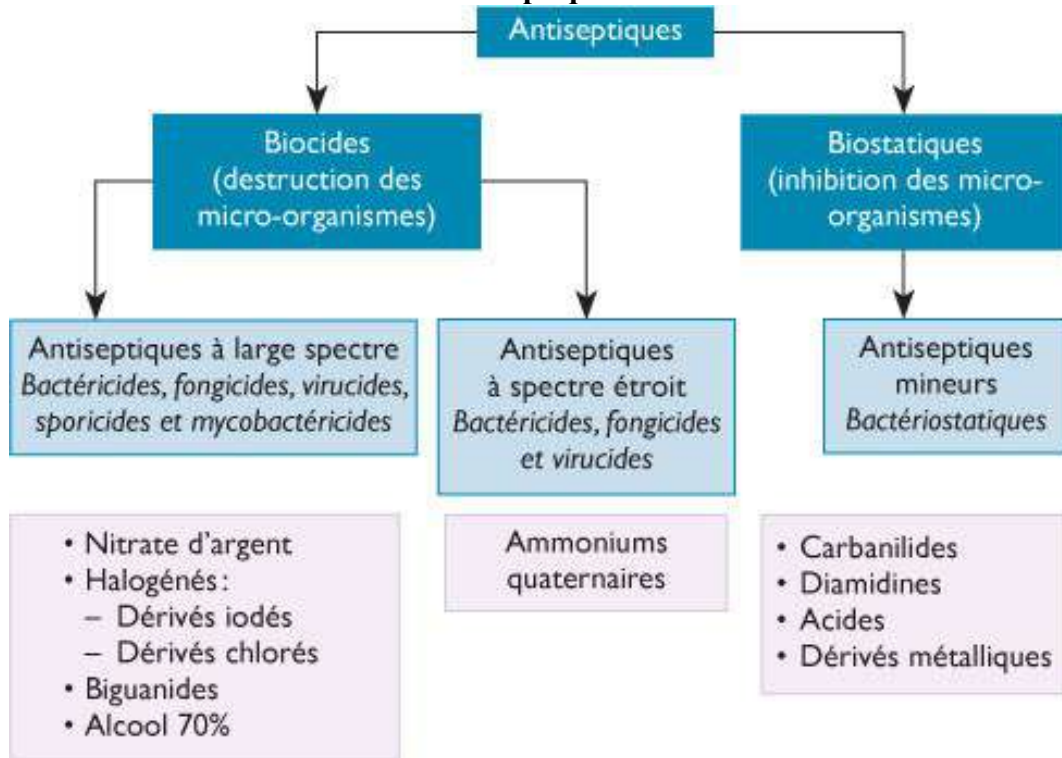 Antiseptiques
Biocides
(destruction des
micro-organismes)
Biostatiques
(inhibition des micro-
organismes)
Antiseptiques à large spectre
Bactéricides, fongicides, virucides,
sporicides et mycobactéricides
Antiseptiques
à spectre étroit
Bactéricides, fongicides
et virucides
Antiseptiques
mineurs
Bactériostatiques
• Nitrate d'argent
• Halogénés :
– Dérivés iodés
– Dérivés chlorés
• Biguanides
• Alcool 70%
Ammoniums
quaternaires
• Carbanilides
• Diamidines
• Acides
• Dérivés métalliques